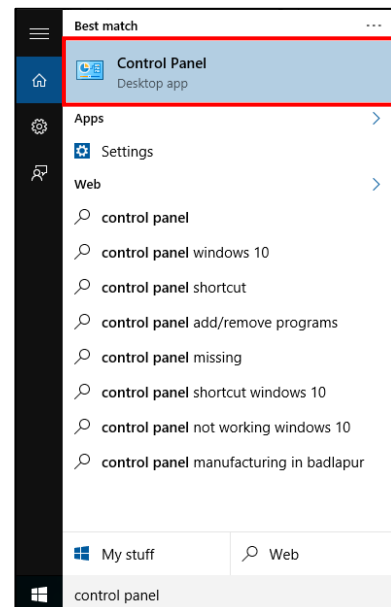 Best match
Control Panel
Desktop app
Apps
Settings
Web
control panel
control panel windows 10
control panel shortcut
control panel add/remove programs
control panel missing
control panel shortcut windows 10
control panel not working windows 10
control panel manufacturing in badlapur
My stuff
Web
control panel